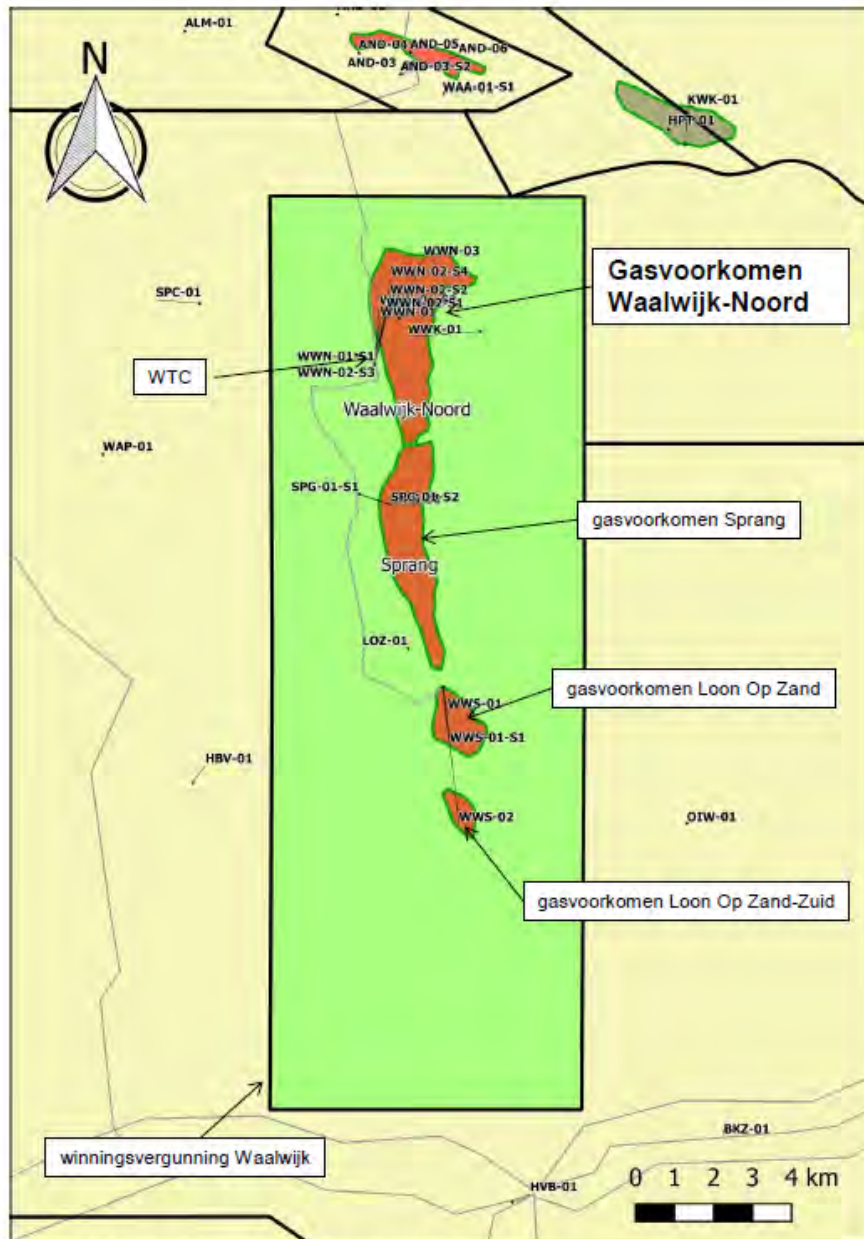 ALM-01
AND-04 AND-05 AND-06
AND-03 AND-03-S2
WAA-01-S1
KWK-01
HPT-01
N
WWN-03
WWN-02-S4
WWN-02-S2
WWN-02-S1
WWN-01
WWK-01
Gasvoorkomen
Waalwijk-Noord
SPC-01
WWN-01-S1
WWN-02-S3
WTC
Waalwijk-Noord
WAP-01
SPG-01-S1
SPG-01-S2
gasvoorkomen Sprang
Sprang
LOZ-01
gasvoorkomen Loon Op Zand
WWS-01
WWS-01-S1
HBV-01
WWS-02
OIW-01
gasvoorkomen Loon Op Zand-Zuid
winningsvergunning Waalwijk
BKZ-01
HVB-01
0 1 2 3 4 km